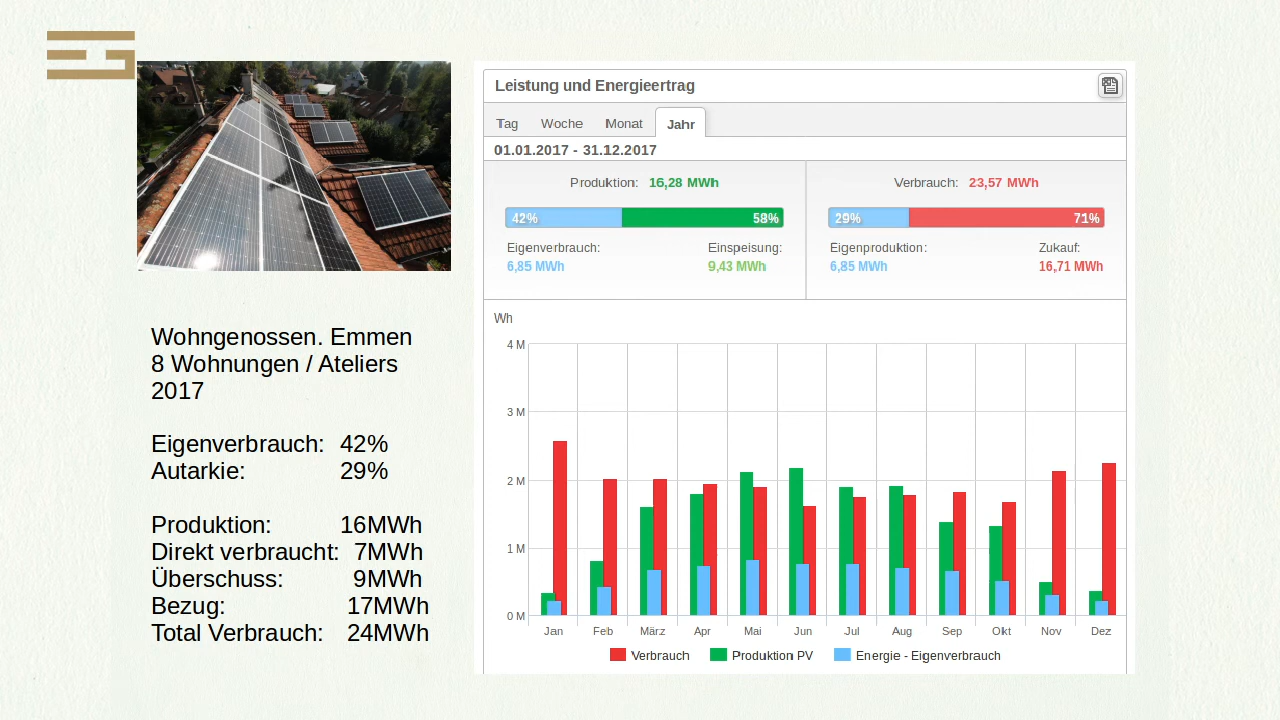 Wohngenossen. Emmen
8 Wohnungen / Ateliers
2017
Eigenverbrauch: 42%
Autarkie: 29%
Produktion: 16MWh
Direkt verbraucht: 7MWh
Überschuss: 9MWh
Bezug: 17MWh
Total Verbrauch: 24MWh
Leistung und Energieertrag
Tag Woche Monat Jahr
01.01.2017 - 31.12.2017
Produktion: 16,28 MWh
42% 58%
Eigenverbrauch: Einspeisung:
6,85 MWh 9,43 MWh
Verbrauch: 23,57 MWh
29% 71%
Eigenproduktion: Zukauf:
6,85 MWh 16,71 MWh
Wh
4 M
3 M
2 M
1 M
0 M
Jan Feb März Apr Mai Jun Jul Aug Sep Okt Nov Dez
Verbrauch Produktion PV Energie - Eigenverbrauch